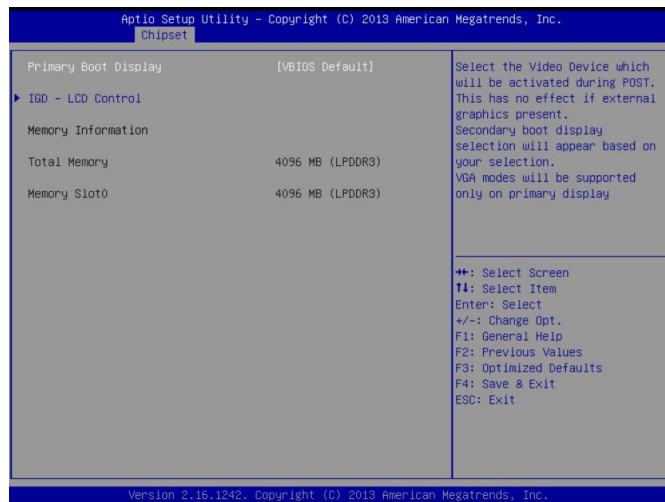 Aptio Setup Utility – Copyright (C) 2013 American Megatrends, Inc.
Chipset
Primary Boot Display [VBIOS Default]
▶ IGD - LCD Control
Memory Information
Total Memory 4096 MB (LPDDR3)
Memory Slot0 4096 MB (LPDDR3)
Select the Video Device which
will be activated during POST.
This has no effect if external
graphics present.
Secondary boot display
selection will appear based on
your selection.
VGA modes will be supported
only on primary display
→←: Select Screen
↑↓: Select Item
Enter: Select
+/-: Change Opt.
F1: General Help
F2: Previous Values
F3: Optimized Defaults
F4: Save & Exit
ESC: Exit
Version 2.16.1242. Copyright (C) 2013 American Megatrends, Inc.